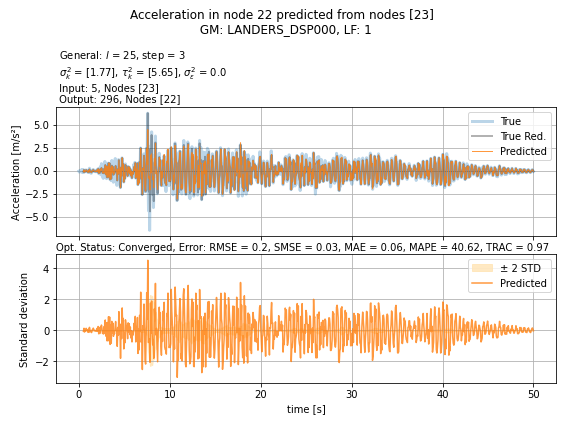 Acceleration in node 22 predicted from nodes [23]
GM: LANDERS_DSP000, LF: 1
General: l = 25, step = 3
σ²ₖ = [1.77], τ²ₖ = [5.65], σ²ε = 0.0
Input: 5, Nodes [23]
Output: 296, Nodes [22]
Acceleration [m/s²]
5.0
2.5
0.0
−2.5
−5.0
True
True Red.
Predicted
Opt. Status: Converged, Error: RMSE = 0.2, SMSE = 0.03, MAE = 0.06, MAPE = 40.62, TRAC = 0.97
Standard deviation
4
2
0
−2
± 2 STD
Predicted
0 10 20 30 40 50
time [s]